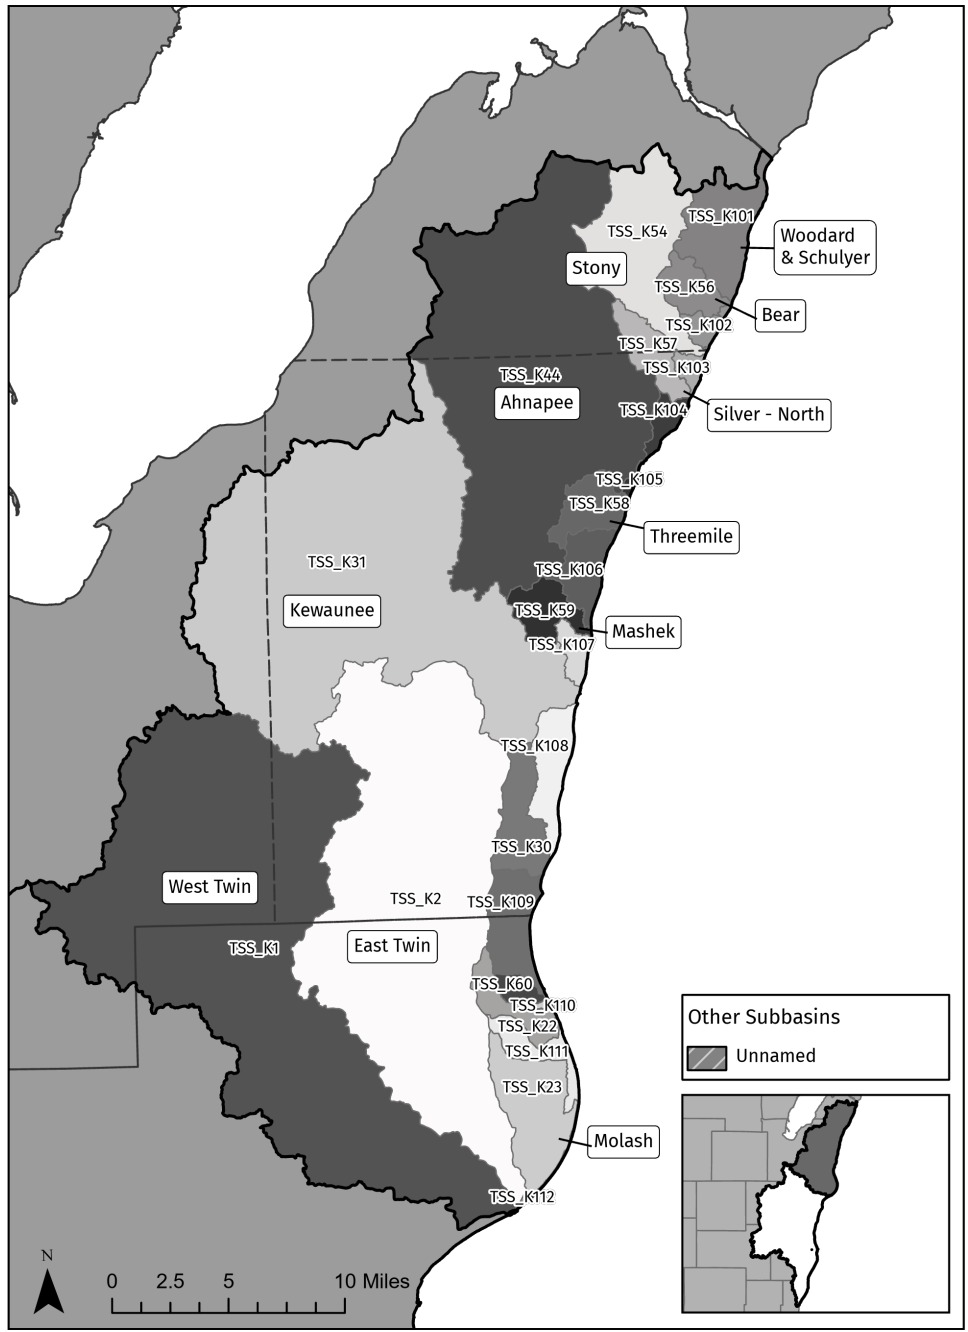 TSS_K101
TSS_K54
Woodard
& Schulyer
Stony
TSS_K56
Bear
TSS_K102
TSS_K57
TSS_K103
TSS_K44
Ahnapee
TSS_K104
Silver - North
TSS_K105
TSS_K58
Threemile
TSS_K31
TSS_K106
Kewaunee
TSS_K59
Mashek
TSS_K107
TSS_K108
TSS_K30
West Twin
TSS_K2
TSS_K109
TSS_K1
East Twin
TSS_K60
TSS_K110
TSS_K22
TSS_K111
TSS_K23
Molash
TSS_K112
Other Subbasins
Unnamed
N
0 2.5 5 10 Miles